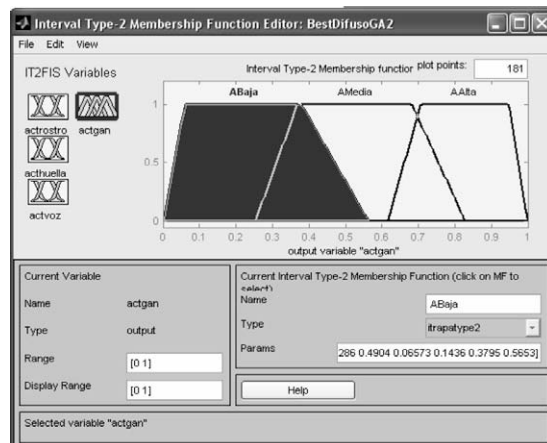 Interval Type-2 Membership Function Editor: BestDifusoGA2
File Edit View
IT2FIS Variables
Interval Type-2 Membership functior plot points: 181
actrostro
actgan
acthuella
actvoz
ABaja AMedia AAlta
1
0.5
0
0 0.1 0.2 0.3 0.4 0.5 0.6 0.7 0.8 0.9 1
output variable "actgan"
Current Variable
Name actgan
Type output
Range [0 1]
Display Range [0 1]
Current Interval Type-2 Membership Function (click on MF to select)
Name ABaja
Type itrapatype2
Params 286 0.4904 0.06573 0.1436 0.3795 0.5653]
Help
Selected variable "actgan"